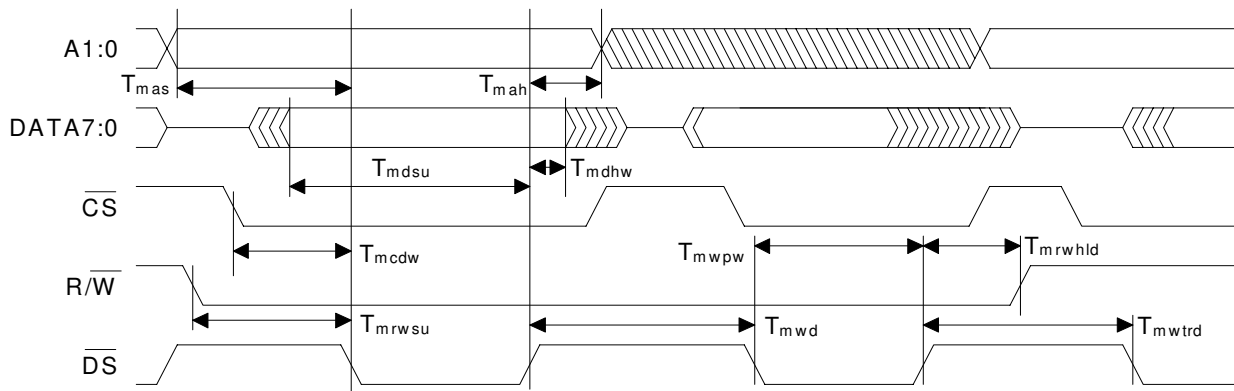 A1:0
Tmas
Tmah
DATA7:0
Tmdsu
Tmdhw
CS
Tmcdw
Tmwpw
Tmrwhld
R/W
Tmrwsu
Tmwd
Tmwtrd
DS